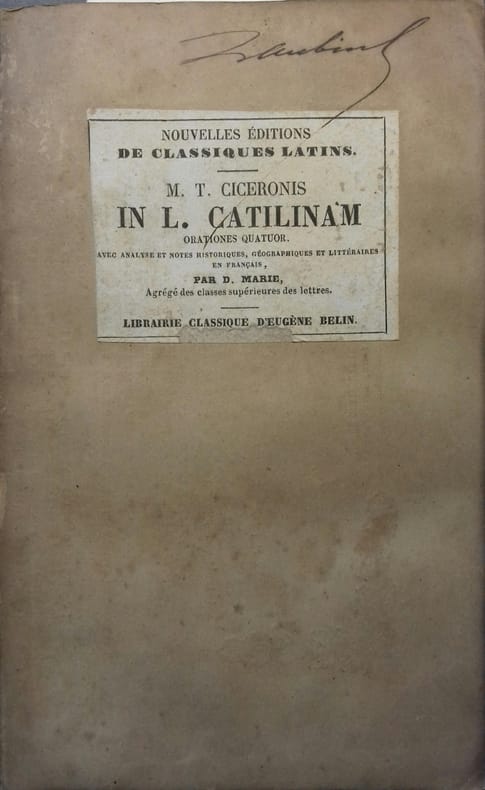 NOUVELLES ÉDITIONS
DE CLASSIQUES LATINS.
M. T. CICERONIS
IN L. CATILINAM
ORATIONES QUATUOR.
AVEC ANALYSE ET NOTES HISTORIQUES, GÉOGRAPHIQUES ET LITTÉRAIRES
EN FRANÇAIS,
PAR D. MARIE,
Agrégé des classes supérieures des lettres.
LIBRAIRIE CLASSIQUE D'EUGÈNE BELIN.